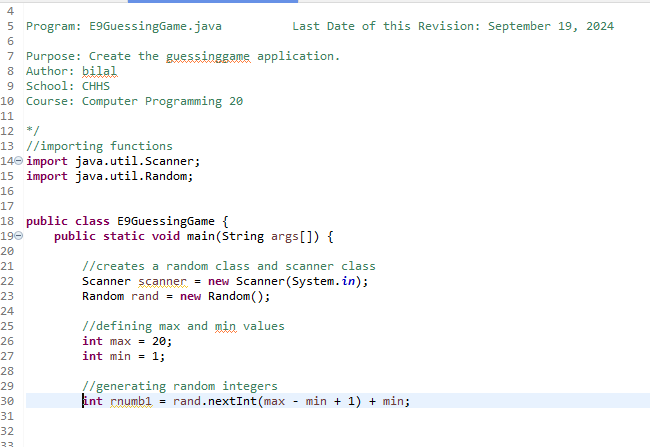 4
5 Program: E9GuessingGame.java Last Date of this Revision: September 19, 2024
6
7 Purpose: Create the guessinggame application.
8 Author: bilal
9 School: CHHS
10 Course: Computer Programming 20
11
12 */
13 //importing functions
14 import java.util.Scanner;
15 import java.util.Random;
16
17
18 public class E9GuessingGame {
19 public static void main(String args[]) {
20
21 //creates a random class and scanner class
22 Scanner scanner = new Scanner(System.in);
23 Random rand = new Random();
24
25 //defining max and min values
26 int max = 20;
27 int min = 1;
28
29 //generating random integers
30 int rnumb1 = rand.nextInt(max - min + 1) + min;
31
32
33